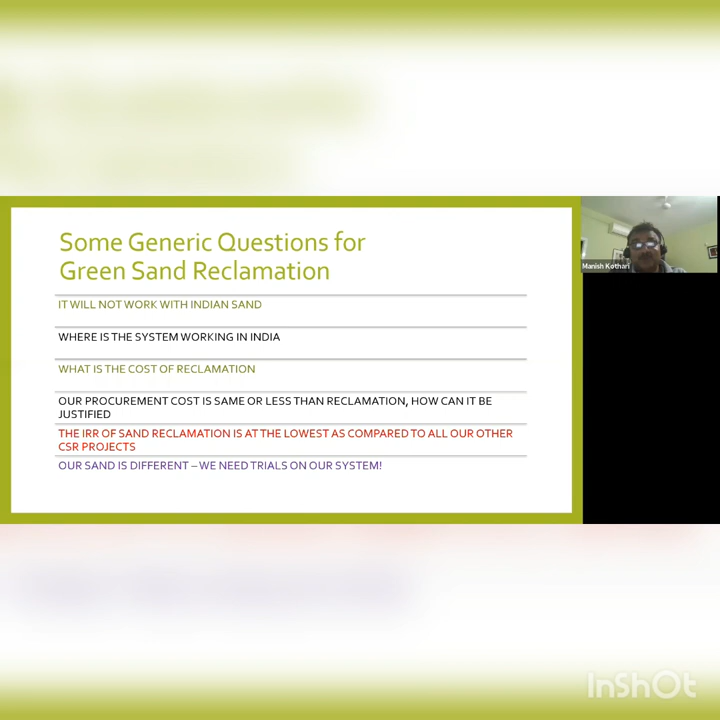 Some Generic Questions for
Green Sand Reclamation
IT WILL NOT WORK WITH INDIAN SAND
WHERE IS THE SYSTEM WORKING IN INDIA
WHAT IS THE COST OF RECLAMATION
OUR PROCUREMENT COST IS SAME OR LESS THAN RECLAMATION, HOW CAN IT BE
JUSTIFIED
THE IRR OF SAND RECLAMATION IS AT THE LOWEST AS COMPARED TO ALL OUR OTHER
CSR PROJECTS
OUR SAND IS DIFFERENT – WE NEED TRIALS ON OUR SYSTEM!
Manish Kothari
InShOt